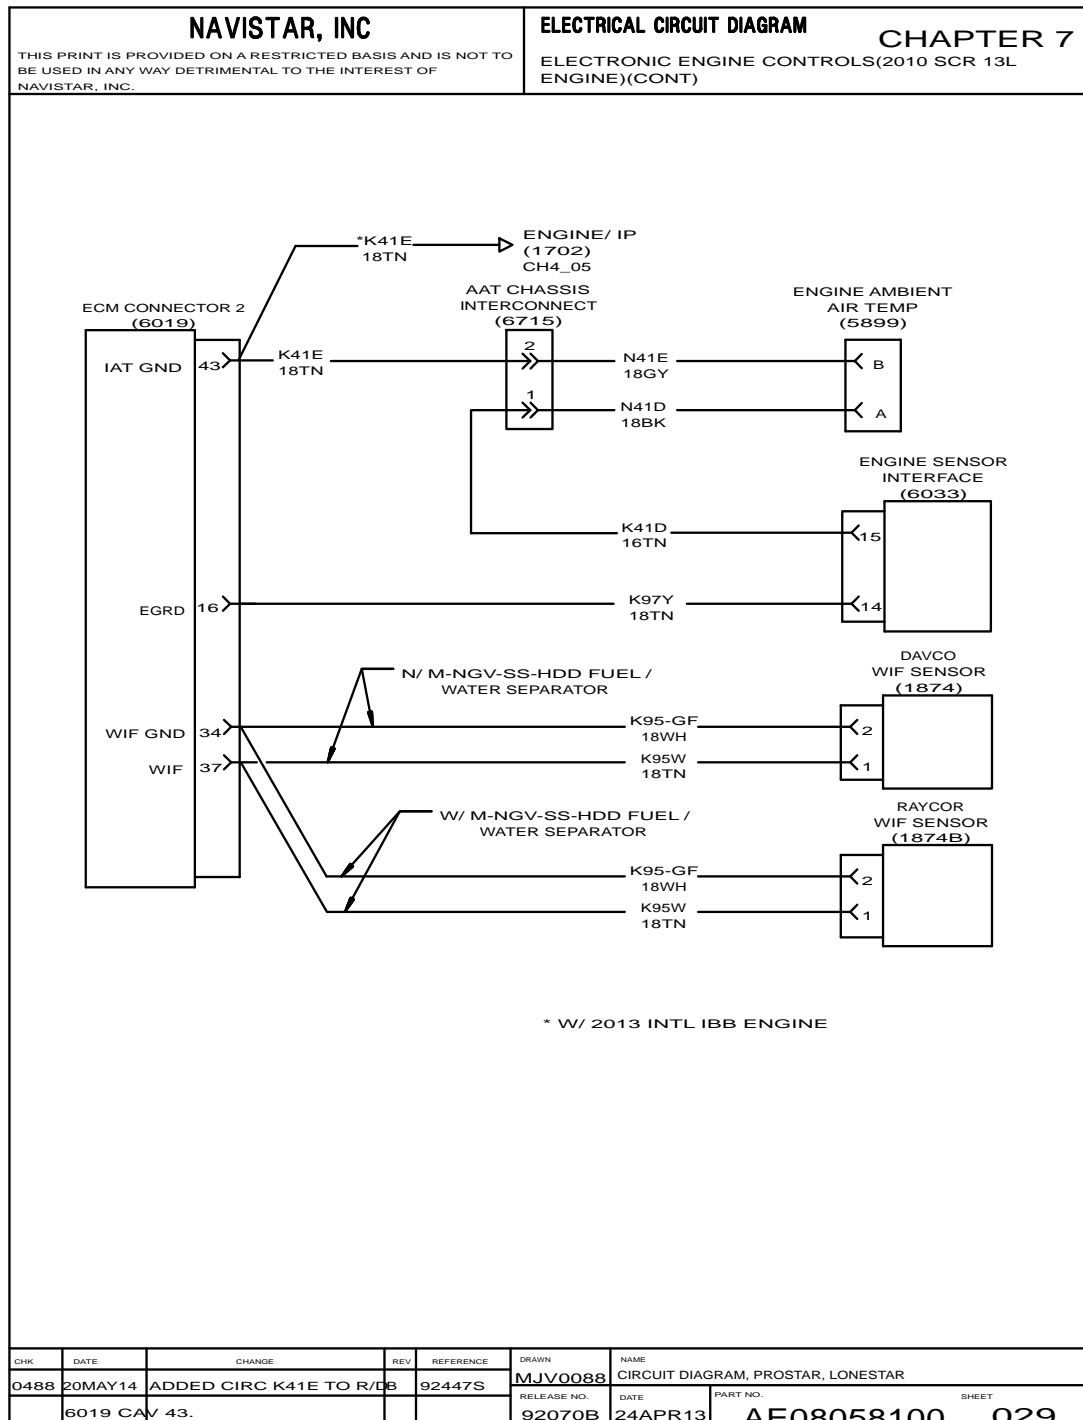 NAVISTAR, INC
THIS PRINT IS PROVIDED ON A RESTRICTED BASIS AND IS NOT TO
BE USED IN ANY WAY DETRIMENTAL TO THE INTEREST OF
NAVISTAR, INC.
ELECTRICAL CIRCUIT DIAGRAM
CHAPTER 7
ELECTRONIC ENGINE CONTROLS(2010 SCR 13L
ENGINE)(CONT)
*K41E
18TN
ENGINE/ IP
(1702)
CH4_05
ECM CONNECTOR 2
(6019)
AAT CHASSIS
INTERCONNECT
(6715)
ENGINE AMBIENT
AIR TEMP
(5899)
IAT GND
43
K41E
18TN
2
N41E
18GY
B
1
N41D
18BK
A
ENGINE SENSOR
INTERFACE
(6033)
K41D
16TN
15
EGRD
16
K97Y
18TN
14
N/ M-NGV-SS-HDD FUEL /
WATER SEPARATOR
DAVCO
WIF SENSOR
(1874)
WIF GND
34
K95-GF
18WH
2
WIF
37
K95W
18TN
1
W/ M-NGV-SS-HDD FUEL /
WATER SEPARATOR
RAYCOR
WIF SENSOR
(1874B)
K95-GF
18WH
2
K95W
18TN
1
* W/ 2013 INTL IBB ENGINE
CHK DATE CHANGE REV REFERENCE
0488 20MAY14 ADDED CIRC K41E TO R/D B 92447S
6019 CAV 43.
DRAWN
MJV0088
NAME
CIRCUIT DIAGRAM, PROSTAR, LONESTAR
RELEASE NO.
92070B
DATE
24APR13
PART NO.
AE08058100
SHEET
029